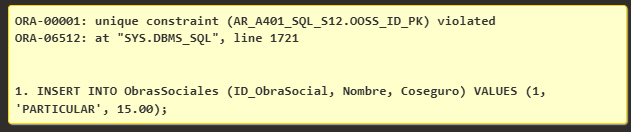 ORA-00001: unique constraint (AR_A401_SQL_S12.OOSS_ID_PK) violated
ORA-06512: at "SYS.DBMS_SQL", line 1721
1. INSERT INTO ObrasSociales (ID_ObraSocial, Nombre, Coseguro) VALUES (1,
'PARTICULAR', 15.00);